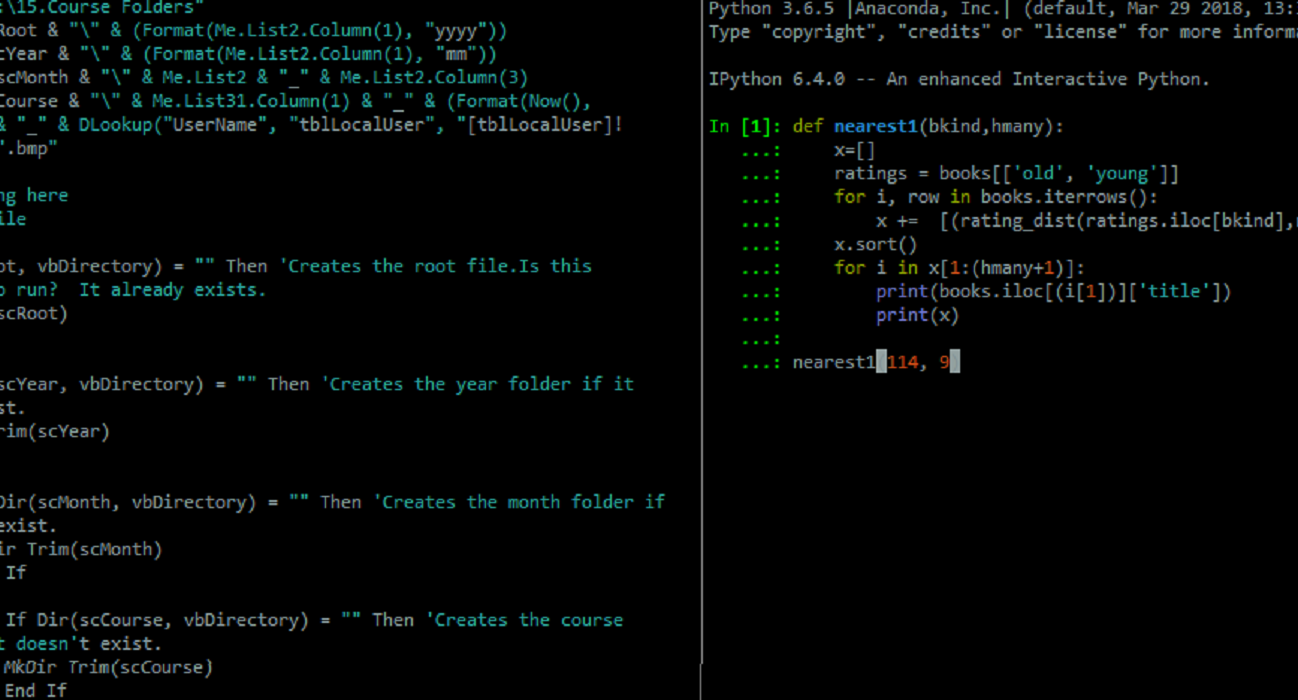 :\15.Course Folders"
Root & "\" & (Format(Me.List2.Column(1), "yyyy"))
cYear & "\" & (Format(Me.List2.Column(1), "mm"))
scMonth & "\" & Me.List2 & "_" & Me.List2.Column(3)
Course & "\" & Me.List31.Column(1) & "_" & (Format(Now(),
& "_" & DLookup("UserName", "tblLocalUser", "[tblLocalUser]!
".bmp"
ng here
ile
ot, vbDirectory) = "" Then 'Creates the root file.Is this
o run?  It already exists.
scRoot)
scYear, vbDirectory) = "" Then 'Creates the year folder if it
st.
rim(scYear)
Dir(scMonth, vbDirectory) = "" Then 'Creates the month folder if
exist.
ir Trim(scMonth)
If
If Dir(scCourse, vbDirectory) = "" Then 'Creates the course
t doesn't exist.
MkDir Trim(scCourse)
End If
Python 3.6.5 |Anaconda, Inc.| (default, Mar 29 2018, 13:
Type "copyright", "credits" or "license" for more informa
IPython 6.4.0 -- An enhanced Interactive Python.
In [1]: def nearest1(bkind,hmany):
...:     x=[]
...:     ratings = books[['old', 'young']]
...:     for i, row in books.iterrows():
...:         x +=  [(rating_dist(ratings.iloc[bkind],
...:     x.sort()
...:     for i in x[1:(hmany+1)]:
...:         print(books.iloc[(i[1])]['title'])
...:         print(x)
...:
...: nearest1(114, 9)